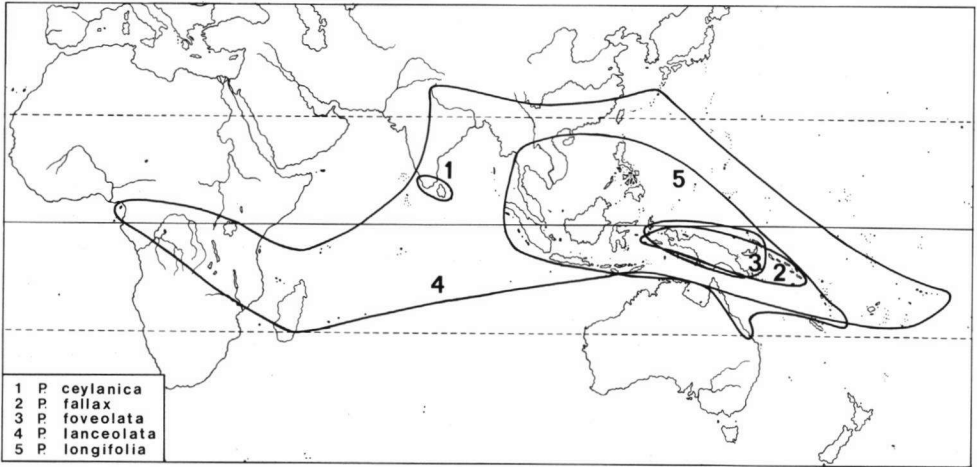 1
5
3
2
4
1 P. ceylanica
2 P. fallax
3 P. foveolata
4 P. lanceolata
5 P. longifolia